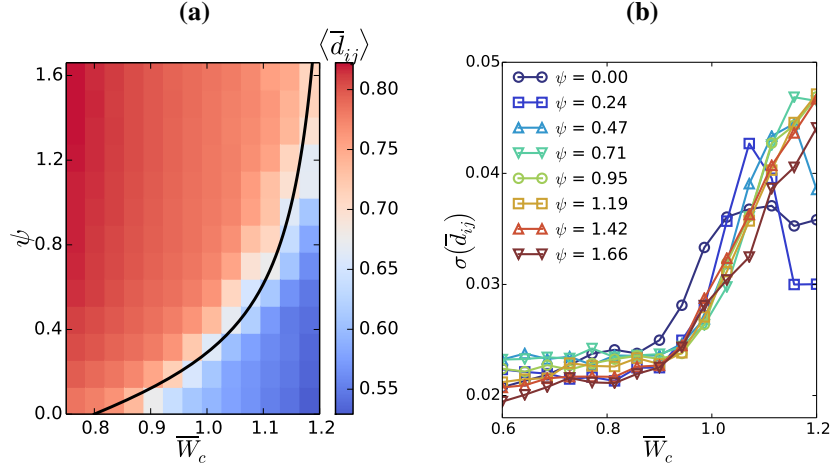 (a)
⟨d̅ᵢⱼ⟩
ψ
1.6
1.2
0.8
0.4
0.0
0.8 0.9 1.0 1.1 1.2
W̅_c
0.80
0.75
0.70
0.65
0.60
0.55
(b)
σ(d̅ᵢⱼ)
0.05
0.04
0.03
0.02
ψ = 0.00
ψ = 0.24
ψ = 0.47
ψ = 0.71
ψ = 0.95
ψ = 1.19
ψ = 1.42
ψ = 1.66
0.6 0.8 1.0 1.2
W̅_c